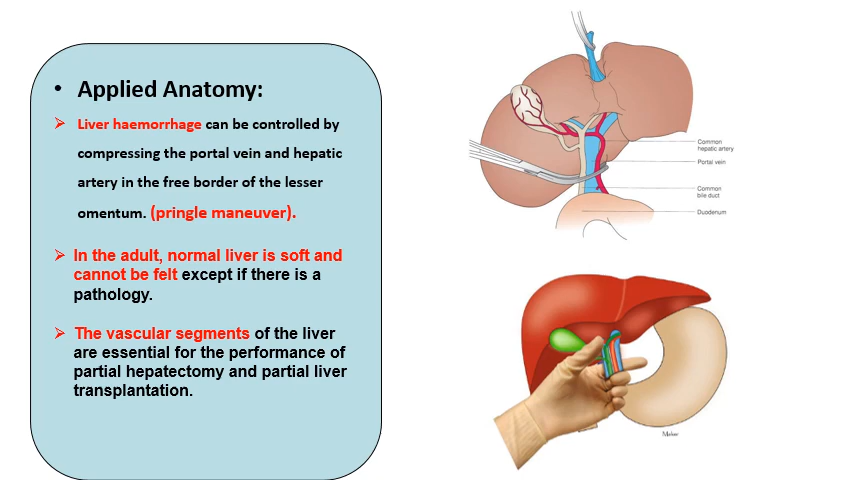 • Applied Anatomy:
➢ Liver haemorrhage can be controlled by
compressing the portal vein and hepatic
artery in the free border of the lesser
omentum. (pringle maneuver).
➢ In the adult, normal liver is soft and
cannot be felt except if there is a
pathology.
➢ The vascular segments of the liver
are essential for the performance of
partial hepatectomy and partial liver
transplantation.
Common
hepatic artery
Portal vein
Common
bile duct
Duodenum